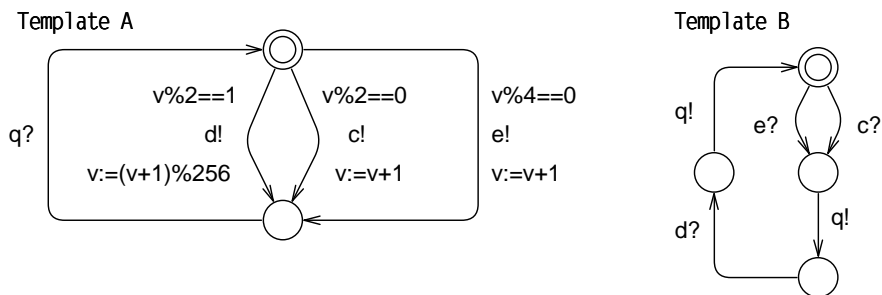 Template A
v%2==1
v%2==0
v%4==0
q?
d!
c!
e!
v:=(v+1)%256
v:=v+1
v:=v+1
Template B
q!
e?
c?
d?
q!